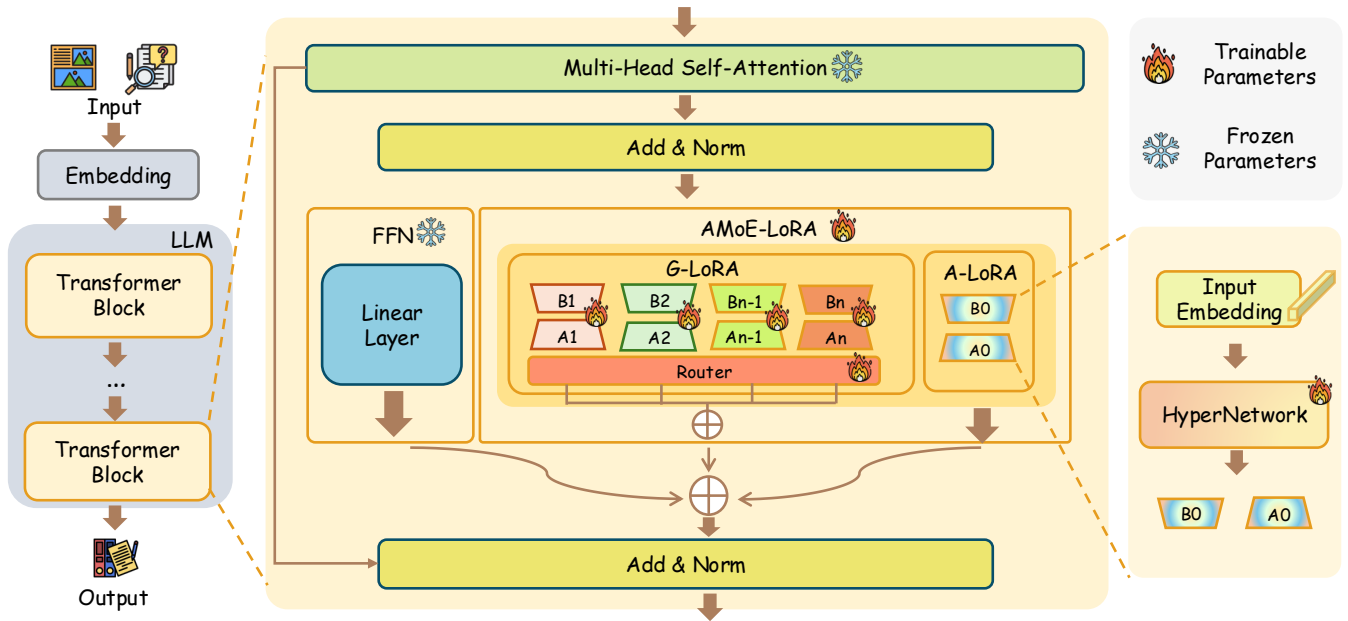 Input
Embedding
LLM
Transformer
Block
...
Transformer
Block
Output
Multi-Head Self-Attention
Add & Norm
FFN
Linear
Layer
AMoE-LoRA
G-LoRA
B1
B2
Bn-1
Bn
A1
A2
An-1
An
Router
A-LoRA
B0
A0
Add & Norm
Trainable
Parameters
Frozen
Parameters
Input
Embedding
HyperNetwork
B0
A0